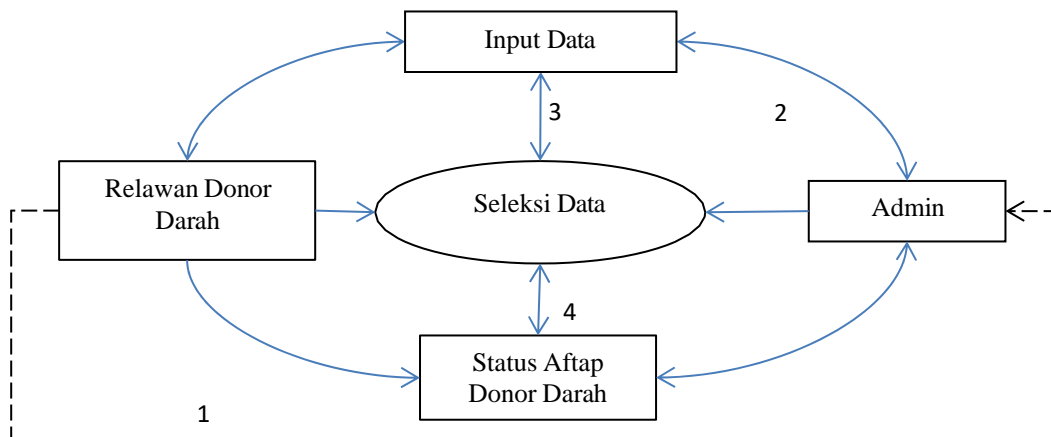 Input Data
3
2
Relawan Donor
Darah
Seleksi Data
Admin
4
Status Aftap
Donor Darah
1